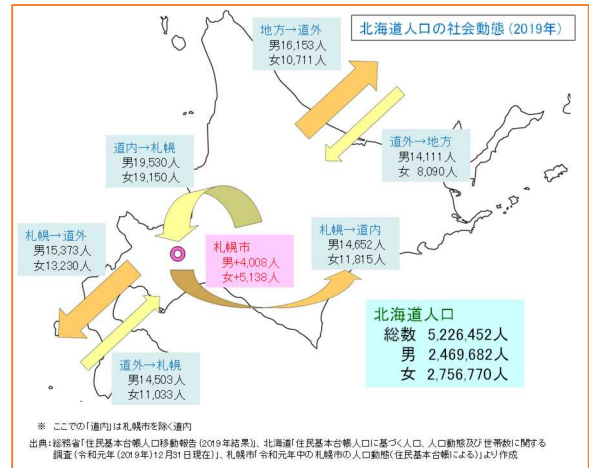 北海道人口の社会動態(2019年)
地方→道外
男16,153人
女10,711人
道外→地方
男14,111人
女 8,090人
道内→札幌
男19,530人
女19,150人
札幌→道外
男15,373人
女13,230人
札幌市
男+4,008人
女+5,138人
札幌→道内
男14,652人
女11,815人
道外→札幌
男14,503人
女11,033人
北海道人口
総数 5,226,452人
男 2,469,682人
女 2,756,770人
※ ここでの「道内」は札幌市を除く道内
出典:総務省「住民基本台帳人口移動報告(2019年結果)」、北海道「住民基本台帳人口に基づく人口、人口動態及び世帯数に関する
調査(令和元年(2019年)12月31日現在)」、札幌市「令和元年中の札幌市の人口動態(住民基本台帳による)」より作成